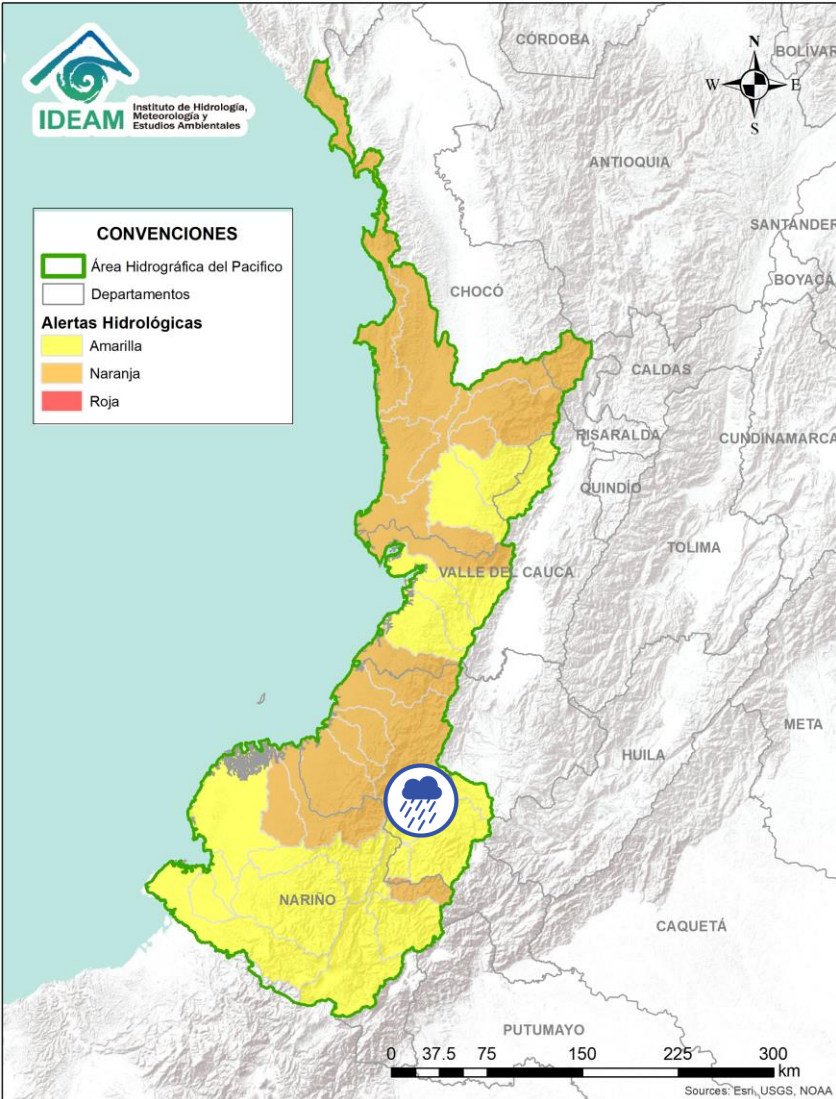 IDEAM
Instituto de Hidrología,
Meteorología y
Estudios Ambientales
N
W
E
S
CÓRDOBA
BOLÍVAR
ANTIOQUIA
SANTANDER
BOYACÁ
CHOCÓ
CONVENCIONES
Área Hidrográfica del Pacifico
Departamentos
Alertas Hidrológicas
Amarilla
Naranja
Roja
CALDAS
RISARALDA
CUNDINAMARCA
QUINDÍO
TOLIMA
VALLE DEL CAUCA
META
HUILA
NARIÑO
CAQUETÁ
PUTUMAYO
0 37.5 75 150 225 300
km
Sources: Esri, USGS, NOAA